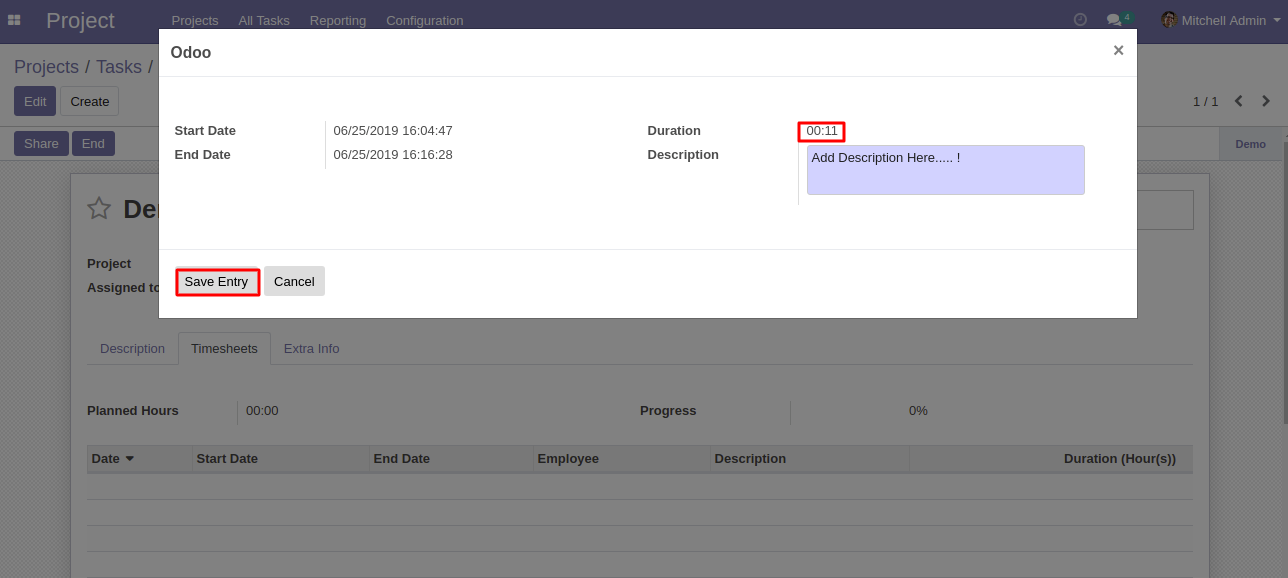 Project Projects All Tasks Reporting Configuration 4 Mitchell Admin
Odoo ×
Projects / Tasks /
Edit Create 1 / 1
Start Date 06/25/2019 16:04:47 Duration 00:11
End Date 06/25/2019 16:16:28 Description Add Description Here..... !
Share End Demo
De
Project
Assigned to
Save Entry Cancel
Description Timesheets Extra Info
Planned Hours 00:00 Progress 0%
Date Start Date End Date Employee Description Duration (Hour(s))